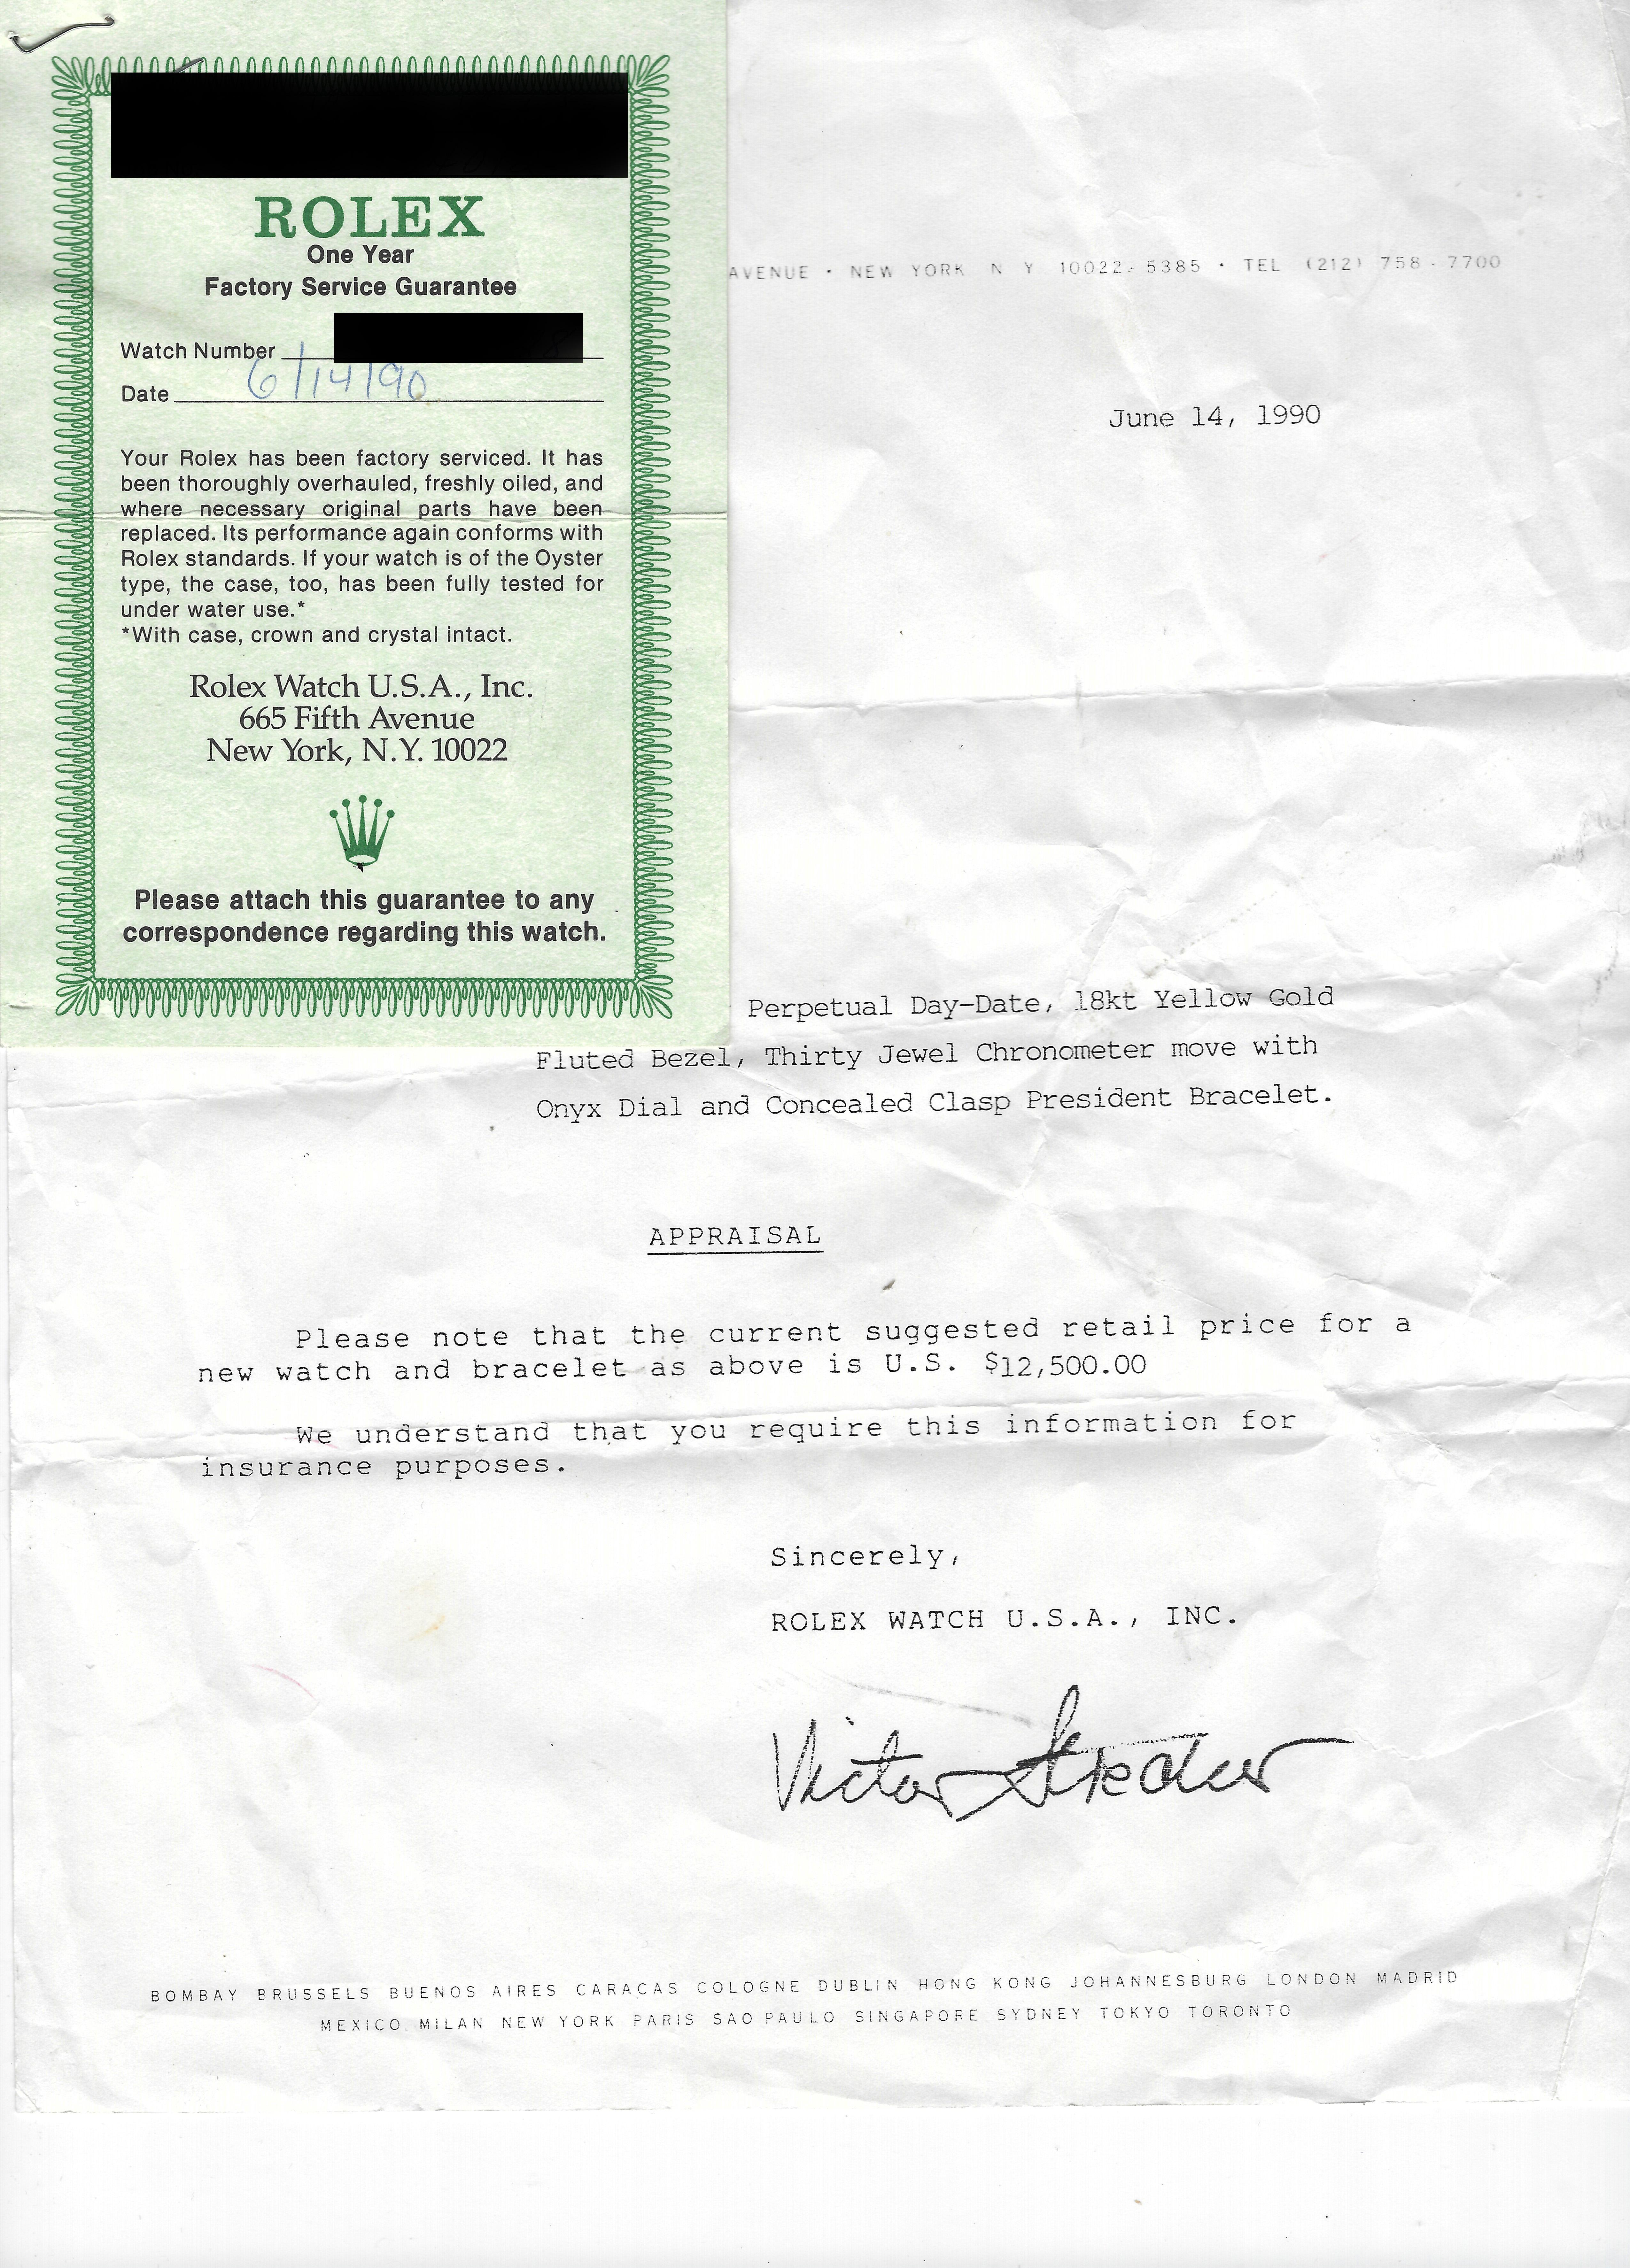 ROLEX
One Year
Factory Service Guarantee
Watch Number
Date 6/14/90
Your Rolex has been factory serviced. It has
been thoroughly overhauled, freshly oiled, and
where necessary original parts have been
replaced. Its performance again conforms with
Rolex standards. If your watch is of the Oyster
type, the case, too, has been fully tested for
under water use.*
*With case, crown and crystal intact.
Rolex Watch U.S.A., Inc.
665 Fifth Avenue
New York, N.Y. 10022
Please attach this guarantee to any
correspondence regarding this watch.
AVENUE · NEW YORK N Y 10022-5385 · TEL (212) 758-7700
June 14, 1990
Perpetual Day-Date, 18kt Yellow Gold
Fluted Bezel, Thirty Jewel Chronometer move with
Onyx Dial and Concealed Clasp President Bracelet.
APPRAISAL
Please note that the current suggested retail price for a
new watch and bracelet as above is U.S. $12,500.00
We understand that you require this information for
insurance purposes.
Sincerely,
ROLEX WATCH U.S.A., INC.
Victor
BOMBAY BRUSSELS BUENOS AIRES CARACAS COLOGNE DUBLIN HONG KONG JOHANNESBURG LONDON MADRID
MEXICO MILAN NEW YORK PARIS SAO PAULO SINGAPORE SYDNEY TOKYO TORONTO